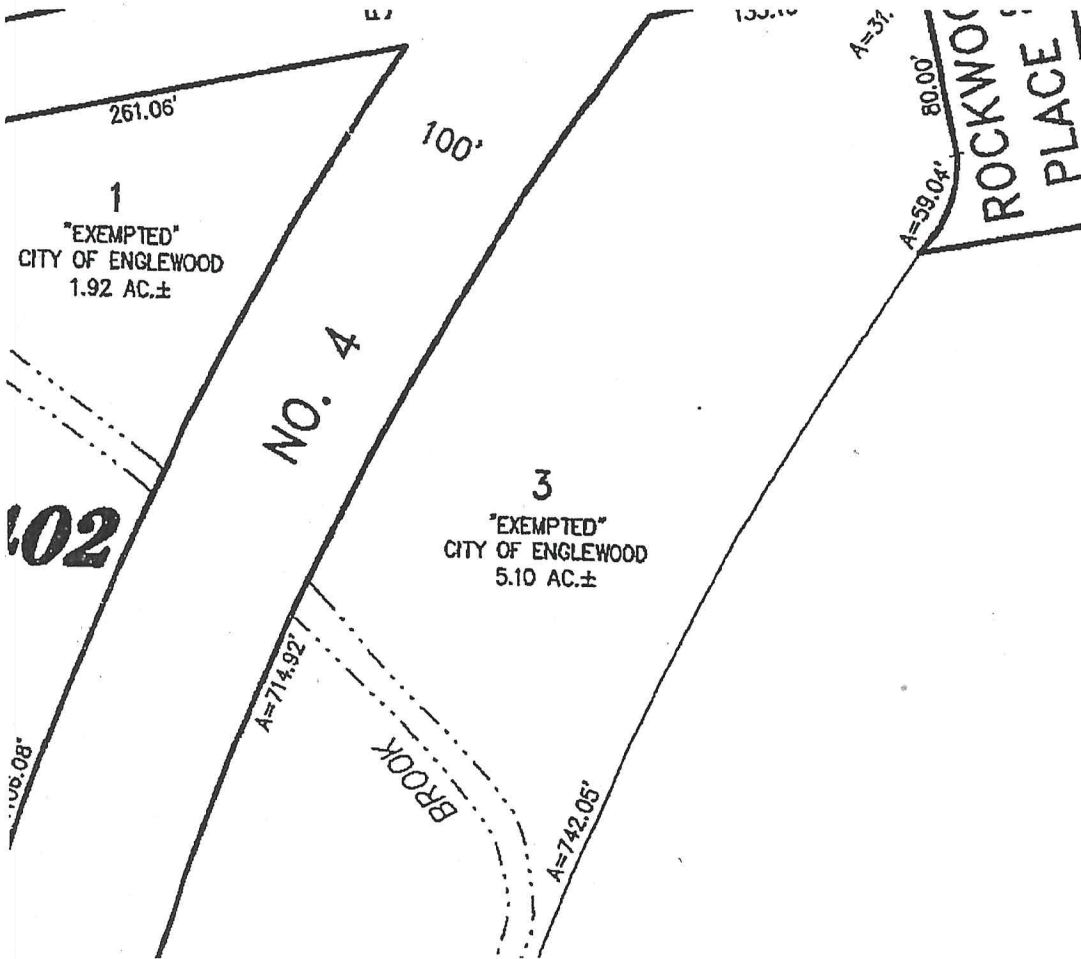 261.06'
1
"EXEMPTED"
CITY OF ENGLEWOOD
1.92 AC.±
100'
NO. 4
3
"EXEMPTED"
CITY OF ENGLEWOOD
5.10 AC.±
A=31.
80.00'
PLACE
A=59.04'
A=714.92'
BROOK
A=742.05'